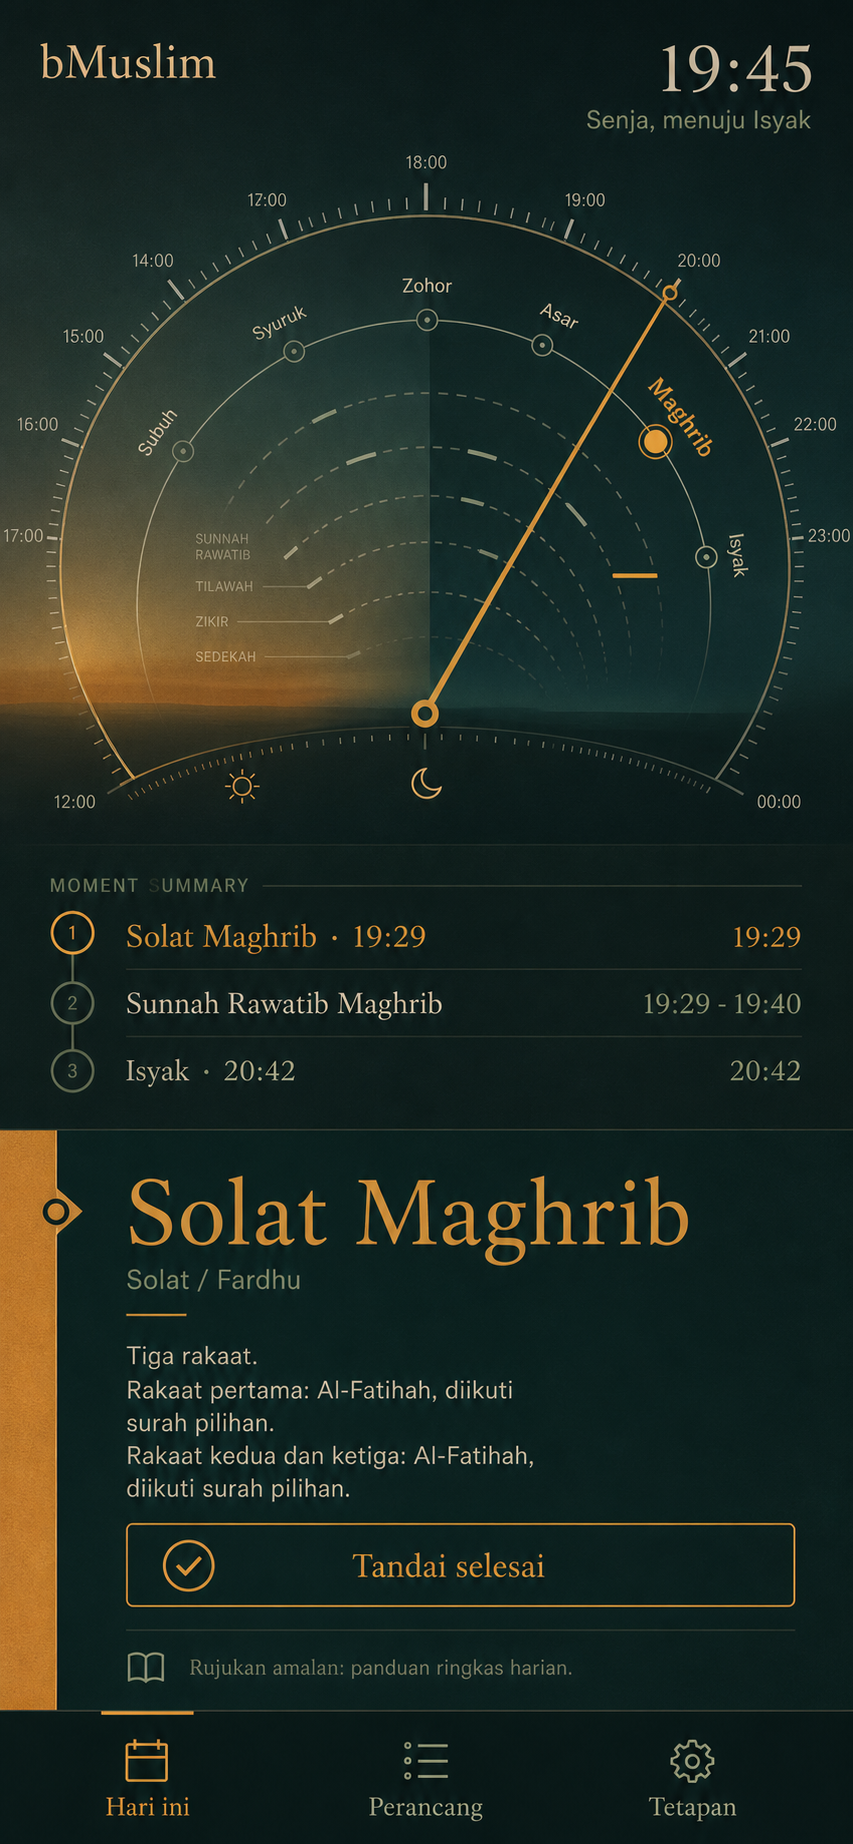 bMuslim
19:45
Senja, menuju Isyak
18:00
17:00
19:00
14:00
20:00
15:00
21:00
16:00
22:00
17:00
23:00
12:00
00:00
Zohor
Syuruk
Asar
Subuh
Maghrib
Isyak
SUNNAH
RAWATIB
TILAWAH
ZIKIR
SEDEKAH
MOMENT SUMMARY
1
Solat Maghrib · 19:29
19:29
2
Sunnah Rawatib Maghrib
19:29 - 19:40
3
Isyak · 20:42
20:42
Solat Maghrib
Solat / Fardhu
Tiga rakaat.
Rakaat pertama: Al-Fatihah, diikuti
surah pilihan.
Rakaat kedua dan ketiga: Al-Fatihah,
diikuti surah pilihan.
Tandai selesai
Rujukan amalan: panduan ringkas harian.
Hari ini
Perancang
Tetapan